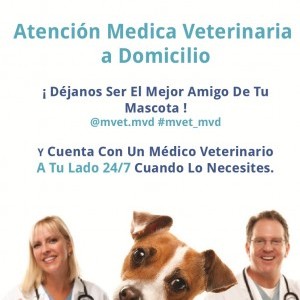 Atención Medica Veterinaria
a Domicilio
¡ Déjanos Ser El Mejor Amigo De Tu
Mascota !
@mvet.mvd #mvet_mvd
Y Cuenta Con Un Médico Veterinario
A Tu Lado 24/7 Cuando Lo Necesites.